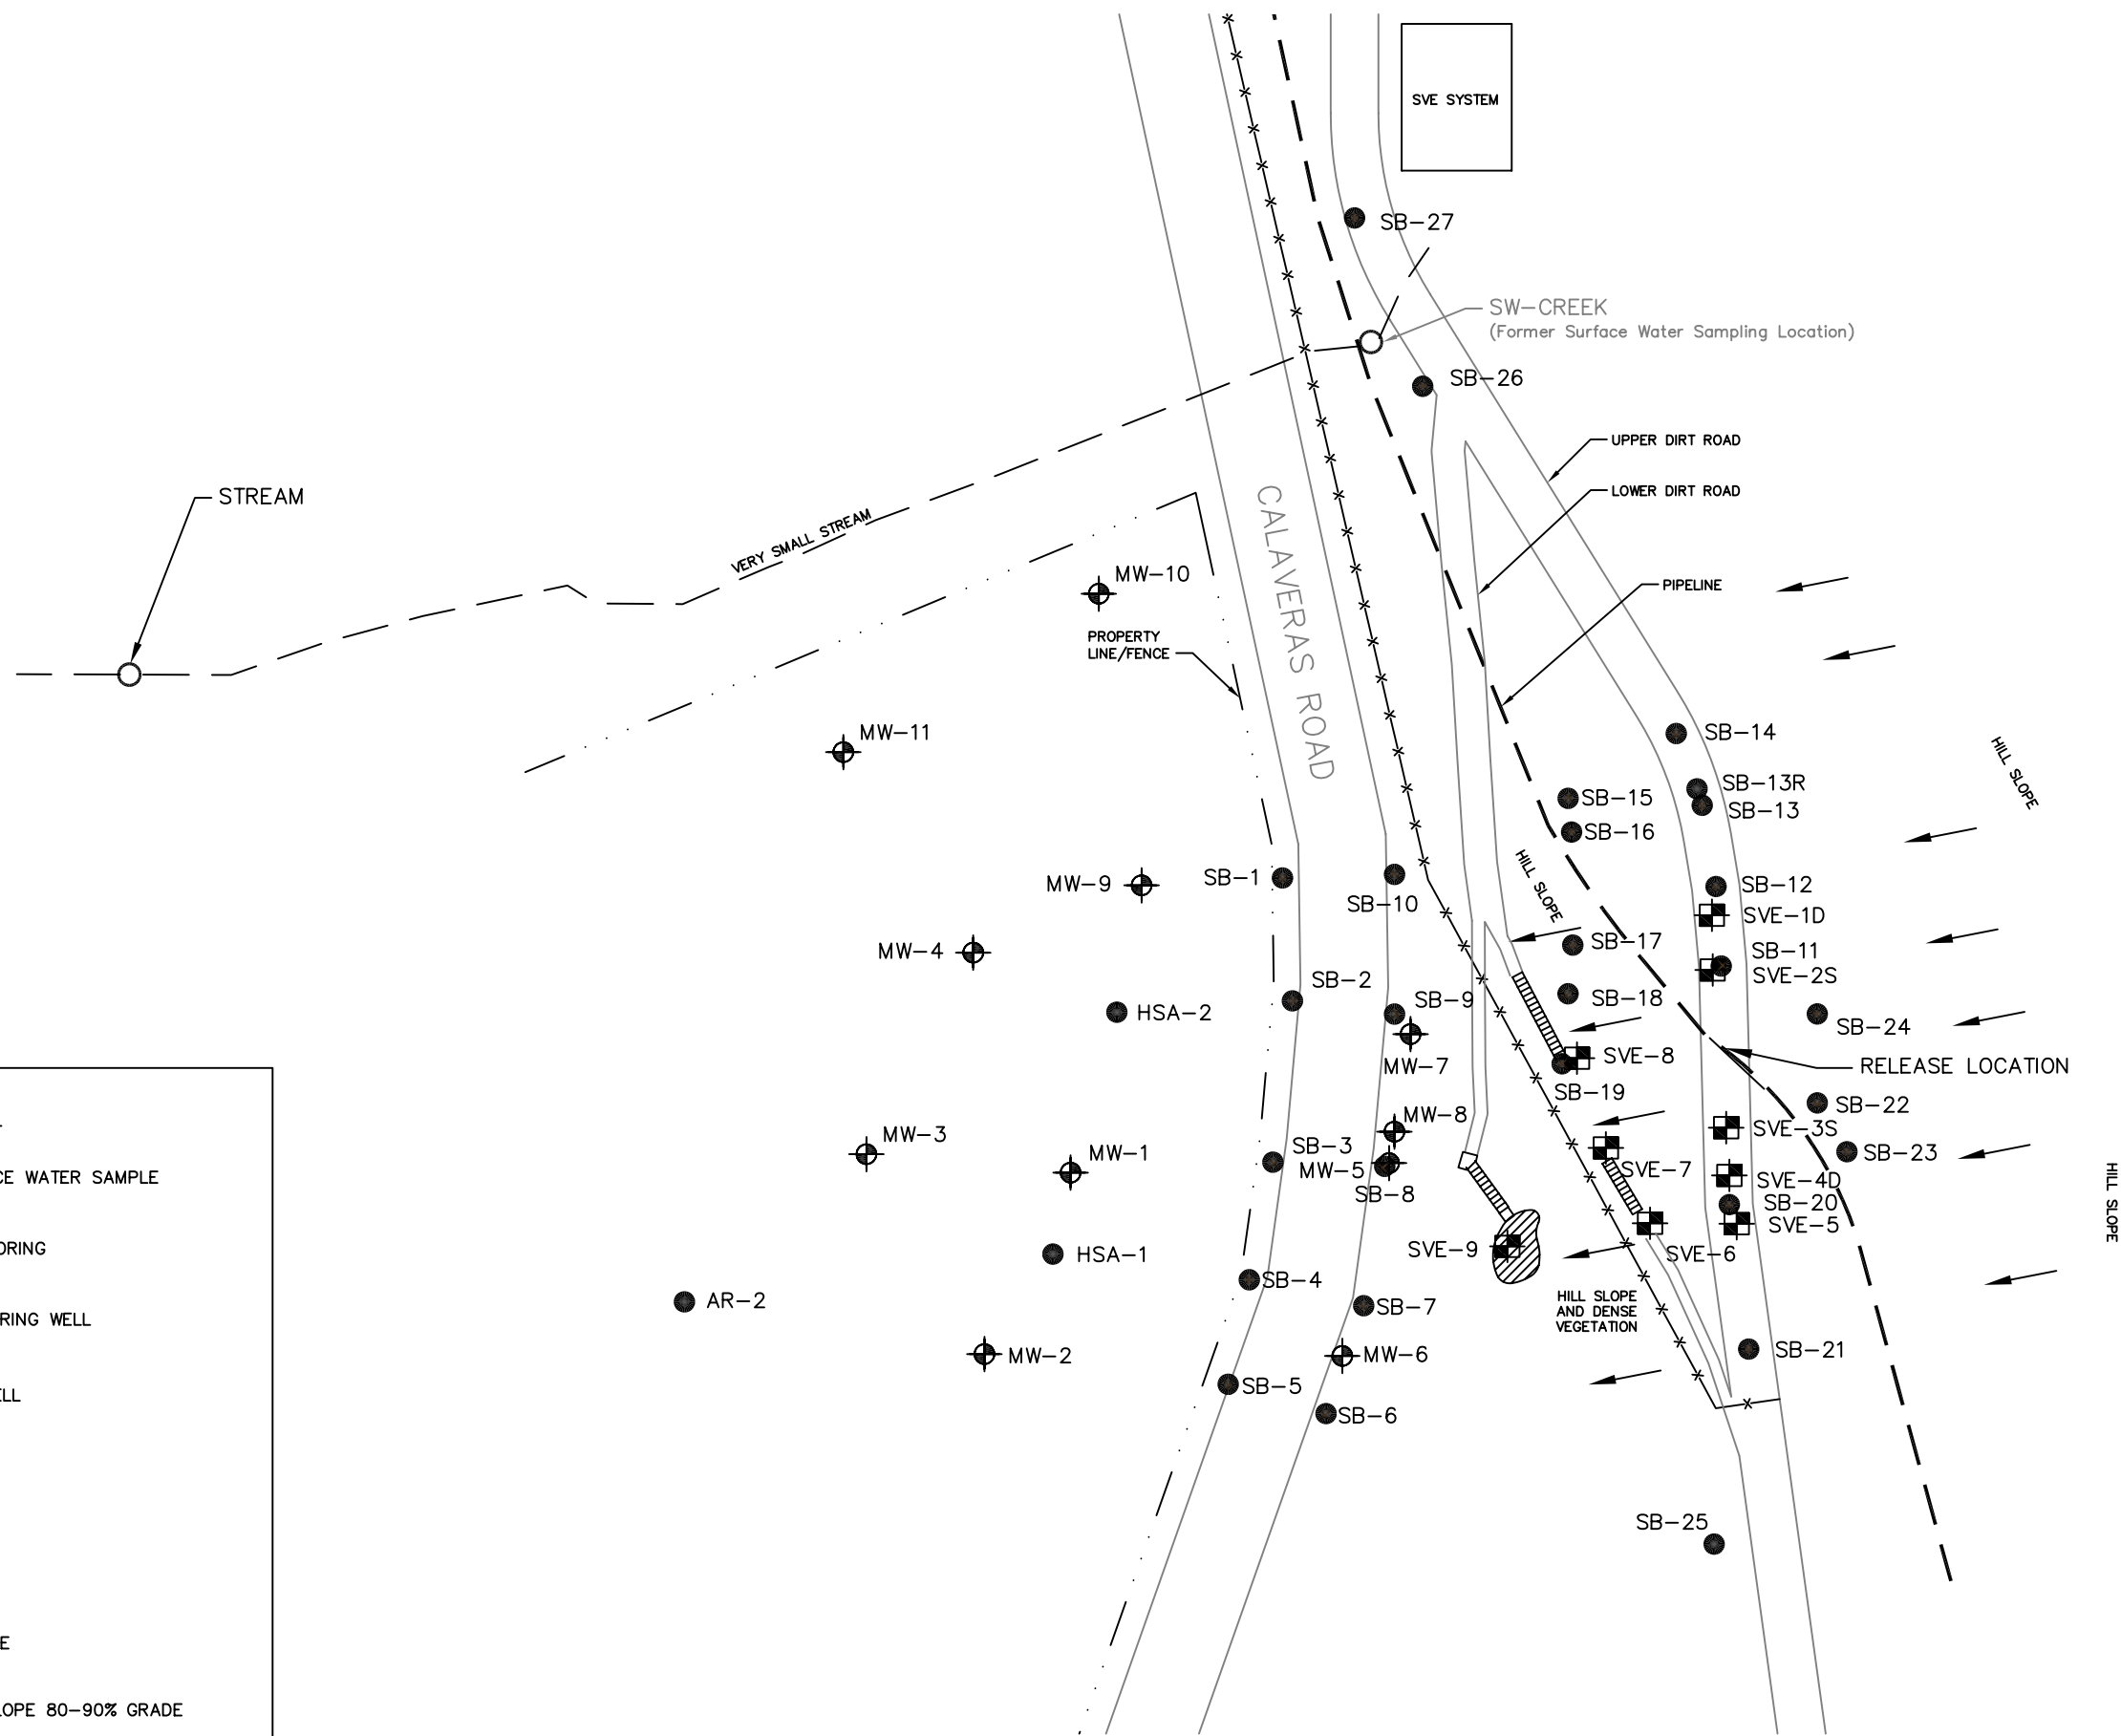 SVE SYSTEM
SB-27
SW-CREEK
(Former Surface Water Sampling Location)
SB-26
UPPER DIRT ROAD
LOWER DIRT ROAD
STREAM
VERY SMALL STREAM
CALAVERAS ROAD
MW-10
PIPELINE
PROPERTY
LINE/FENCE
MW-11
SB-14
HILL SLOPE
SB-13R
SB-15
SB-13
SB-16
HILL SLOPE
SB-1
MW-9
SB-12
SB-10
SVE-1D
SB-17
MW-4
SB-11
SVE-2S
SB-2
SB-9
SB-18
HSA-2
SB-24
SVE-8
MW-7
RELEASE LOCATION
SB-19
SB-22
MW-8
SVE-3S
MW-3
SB-3
MW-1
SB-23
MW-5
SVE-7
SVE-4D
SB-8
SB-20
HILL SLOPE
SVE-5
SVE-9
SVE-6
HSA-1
SB-4
HILL SLOPE
AND DENSE
VEGETATION
AR-2
SB-7
SB-21
MW-2
MW-6
SB-5
SB-6
SB-25
CE WATER SAMPLE
ORING
RING WELL
ELL
E
LOPE 80-90% GRADE